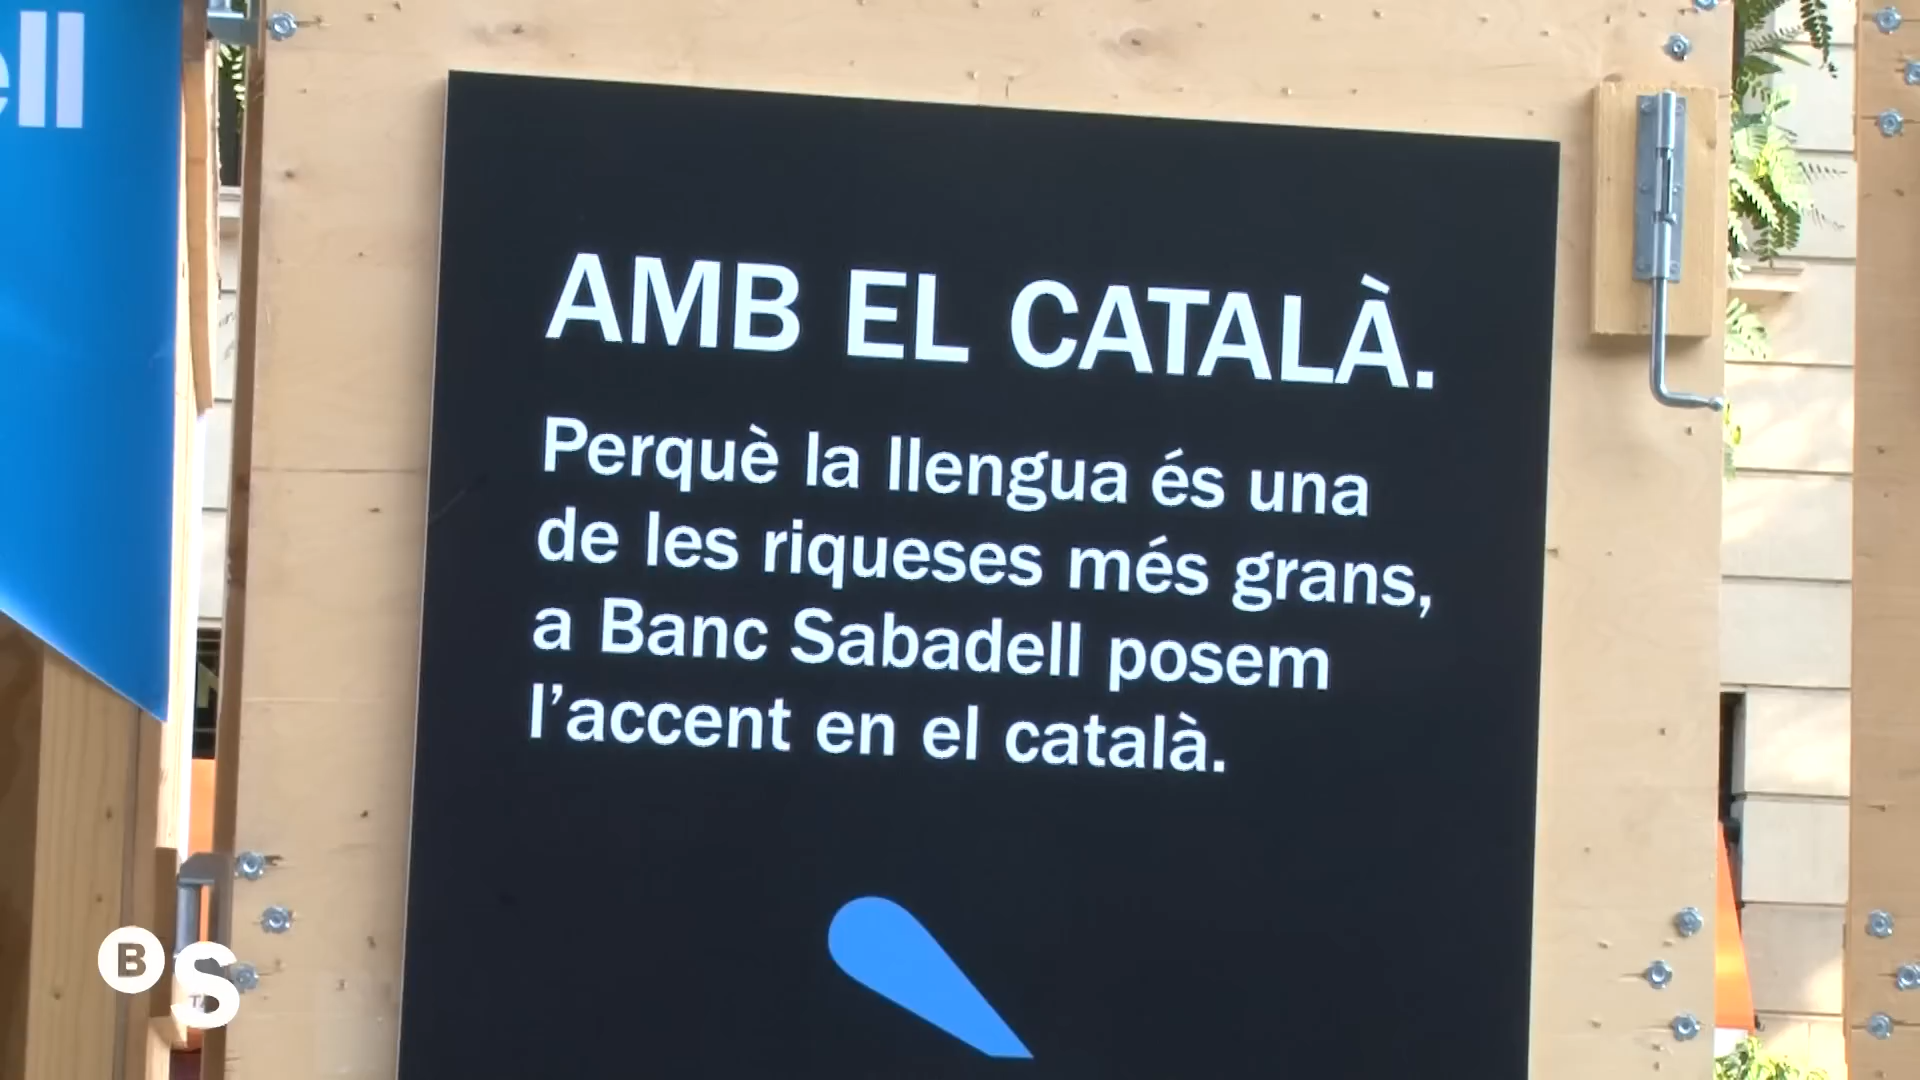 ell
AMB EL CATALÀ.
Perquè la llengua és una
de les riqueses més grans,
a Banc Sabadell posem
l’accent en el català.
B
S